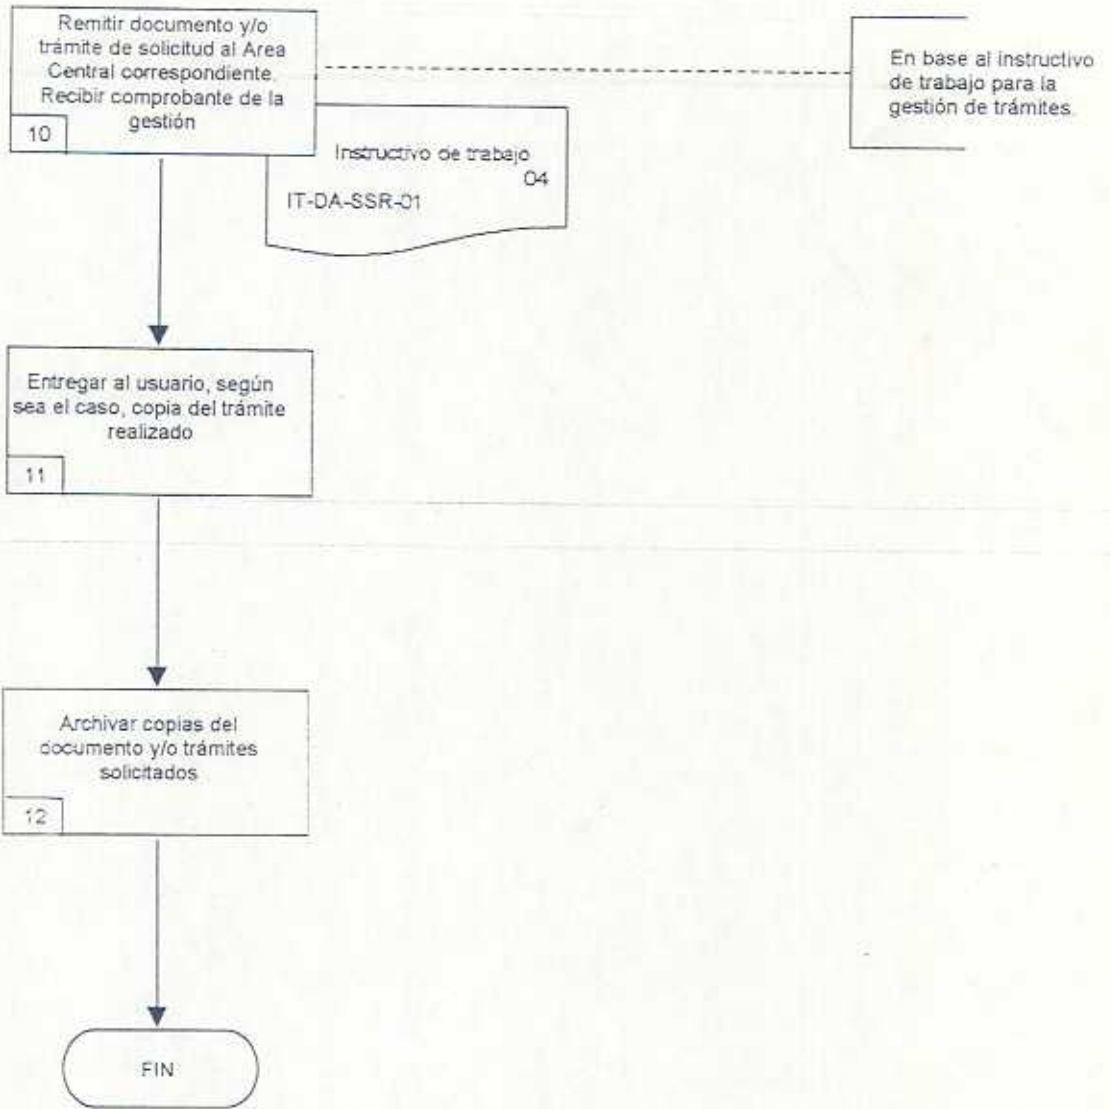 Remitir documento y/o
trámite de solicitud al Area
Central correspondiente.
Recibir comprobante de la
gestión
10
En base al instructivo
de trabajo para la
gestión de trámites.
Instructivo de trabajo
04
IT-DA-SSR-01
Entregar al usuario, según
sea el caso, copia del trámite
realizado
11
Archivar copias del
documento y/o trámites
solicitados
12
FIN